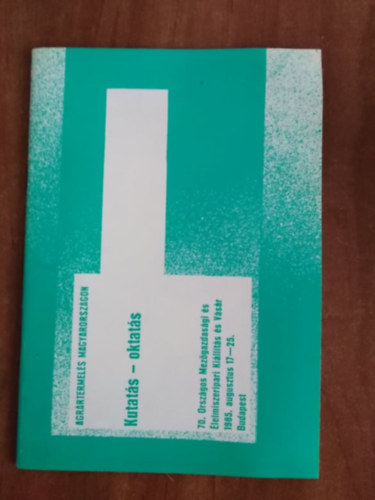 AGRÁRTERMELÉS MAGYARORSZÁGON
Kutatás – oktatás
70. Országos Mezőgazdasági és
Élelmiszeripari Kiállítás és Vásár
1985. augusztus 17–25.
Budapest